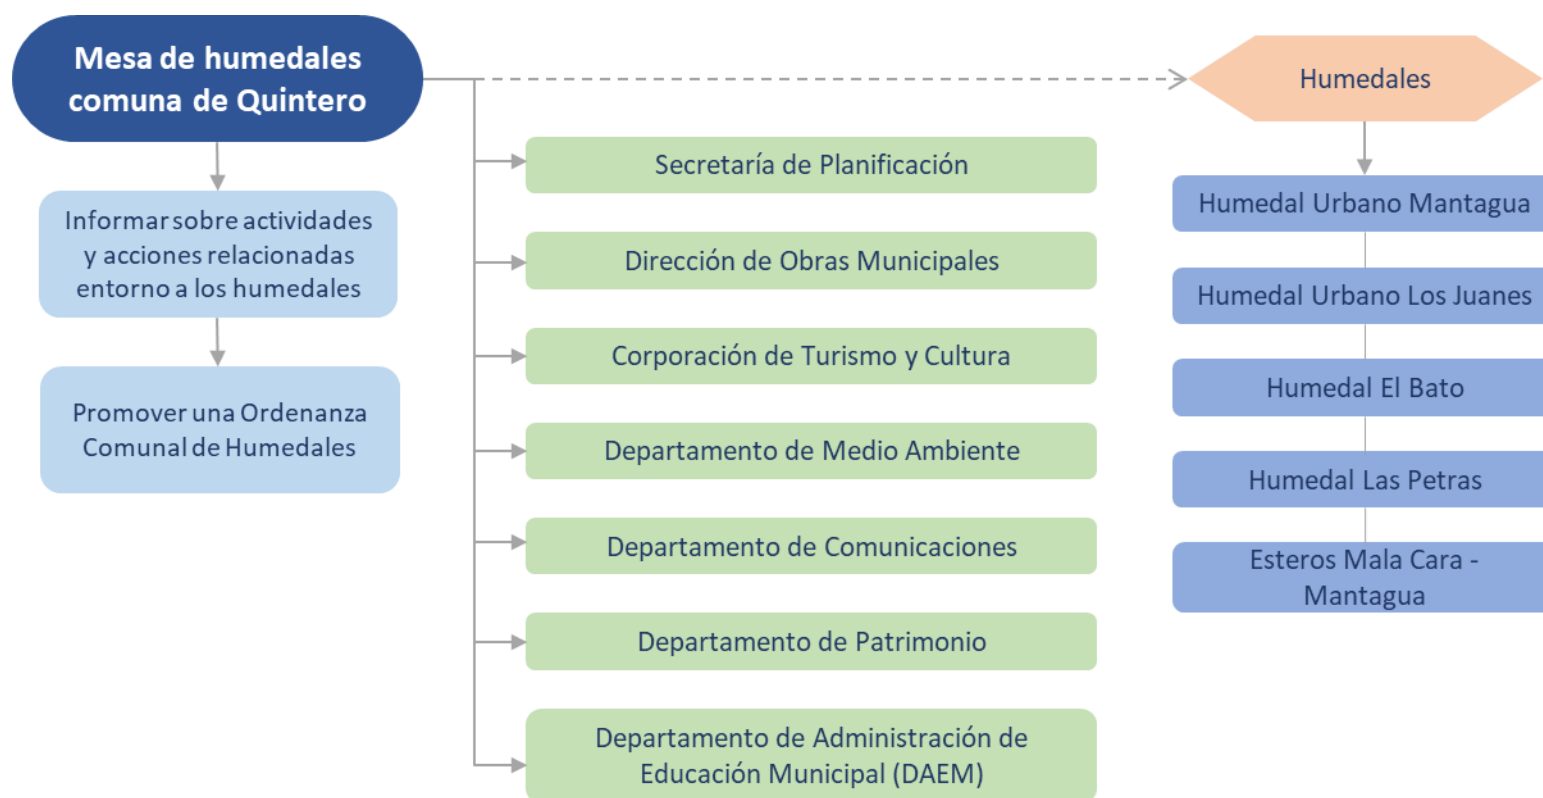 Mesa de humedales
comuna de Quintero
Informar sobre actividades
y acciones relacionadas
entorno a los humedales
Promover una Ordenanza
Comunal de Humedales
Secretaría de Planificación
Dirección de Obras Municipales
Corporación de Turismo y Cultura
Departamento de Medio Ambiente
Departamento de Comunicaciones
Departamento de Patrimonio
Departamento de Administración de
Educación Municipal (DAEM)
Humedales
Humedal Urbano Mantagua
Humedal Urbano Los Juanes
Humedal El Bato
Humedal Las Petras
Esteros Mala Cara -
Mantagua